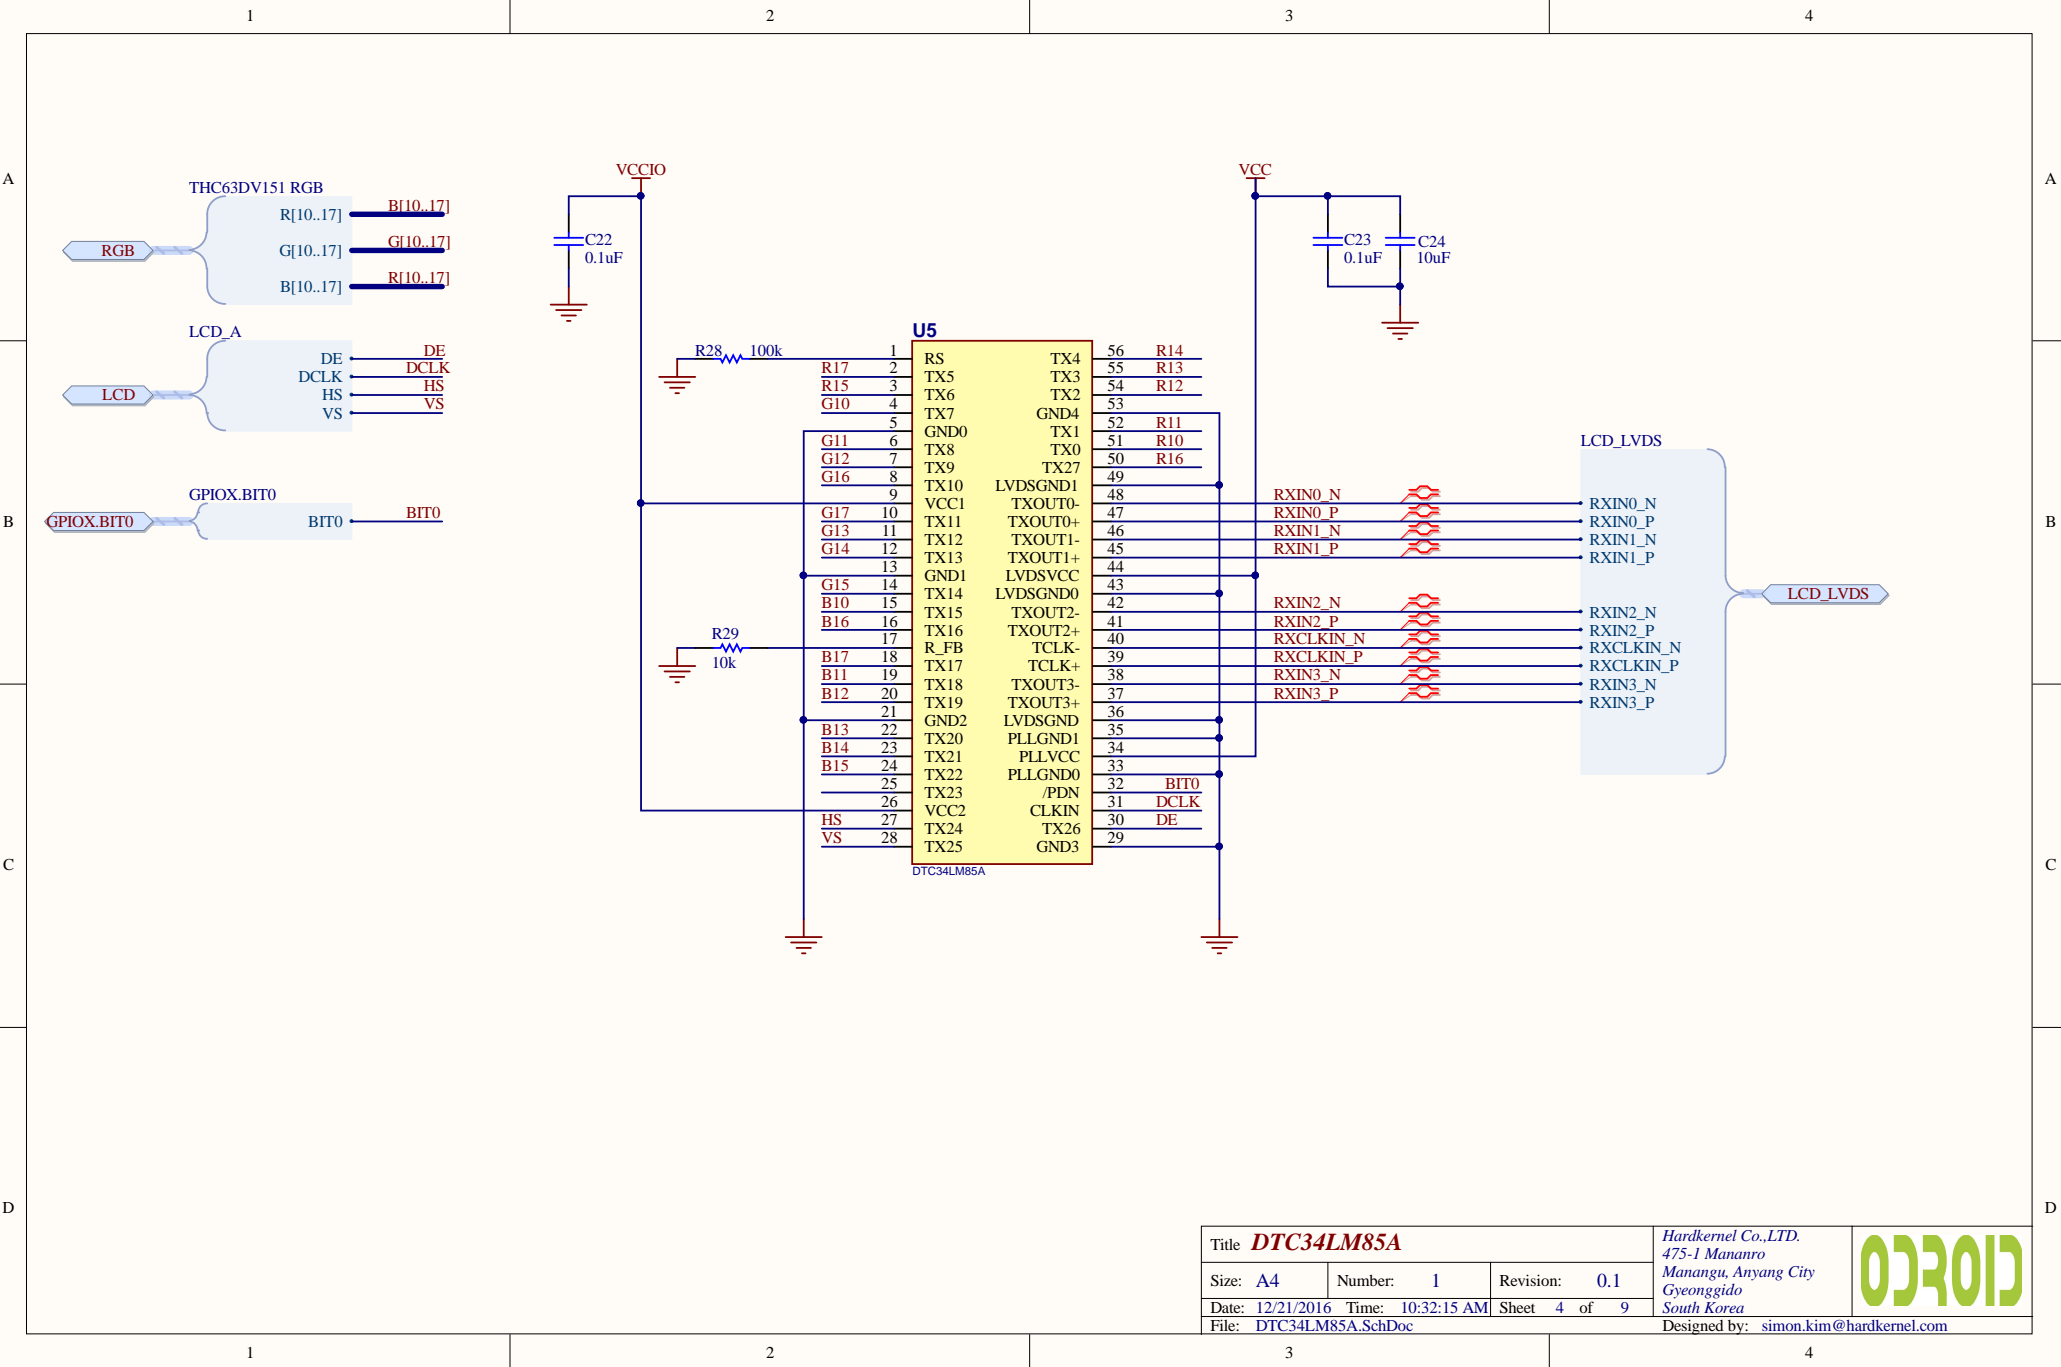 1 2 3 4
A A
B B
C C
D D
1 2 3 4
THC63DV151 RGB
RGB
R[10..17] B[10..17]
G[10..17] G[10..17]
B[10..17] R[10..17]
LCD_A
LCD
DE DE
DCLK DCLK
HS HS
VS VS
GPIOX.BIT0
GPIOX.BIT0 BIT0 BIT0
VCCIO
C22
0.1uF
VCC
C23
0.1uF
C24
10uF
R28 100k
R29
10k
U5
1 RS TX4 56 R14
R17 2 TX5 TX3 55 R13
R15 3 TX6 TX2 54 R12
G10 4 TX7 GND4 53
5 GND0 TX1 52 R11
G11 6 TX8 TX0 51 R10
G12 7 TX9 TX27 50 R16
G16 8 TX10 LVDSGND1 49
9 VCC1 TXOUT0- 48 RXIN0_N
G17 10 TX11 TXOUT0+ 47 RXIN0_P
G13 11 TX12 TXOUT1- 46 RXIN1_N
G14 12 TX13 TXOUT1+ 45 RXIN1_P
13 GND1 LVDSVCC 44
G15 14 TX14 LVDSGND0 43
B10 15 TX15 TXOUT2- 42 RXIN2_N
B16 16 TX16 TXOUT2+ 41 RXIN2_P
17 R_FB TCLK- 40 RXCLKIN_N
B17 18 TX17 TCLK+ 39 RXCLKIN_P
B11 19 TX18 TXOUT3- 38 RXIN3_N
B12 20 TX19 TXOUT3+ 37 RXIN3_P
21 GND2 LVDSGND 36
B13 22 TX20 PLLGND1 35
B14 23 TX21 PLLVCC 34
B15 24 TX22 PLLGND0 33
25 TX23 /PDN 32 BIT0
26 VCC2 CLKIN 31 DCLK
HS 27 TX24 TX26 30 DE
VS 28 TX25 GND3 29
DTC34LM85A
LCD_LVDS
RXIN0_N
RXIN0_P
RXIN1_N
RXIN1_P
RXIN2_N
RXIN2_P
RXCLKIN_N
RXCLKIN_P
RXIN3_N
RXIN3_P
LCD_LVDS
Title DTC34LM85A
Size: A4 Number: 1 Revision: 0.1
Date: 12/21/2016 Time: 10:32:15 AM Sheet 4 of 9
File: DTC34LM85A.SchDoc
Hardkernel Co.,LTD.
475-1 Mananro
Manangu, Anyang City
Gyeonggido
South Korea
Designed by: simon.kim@hardkernel.com
ODROID